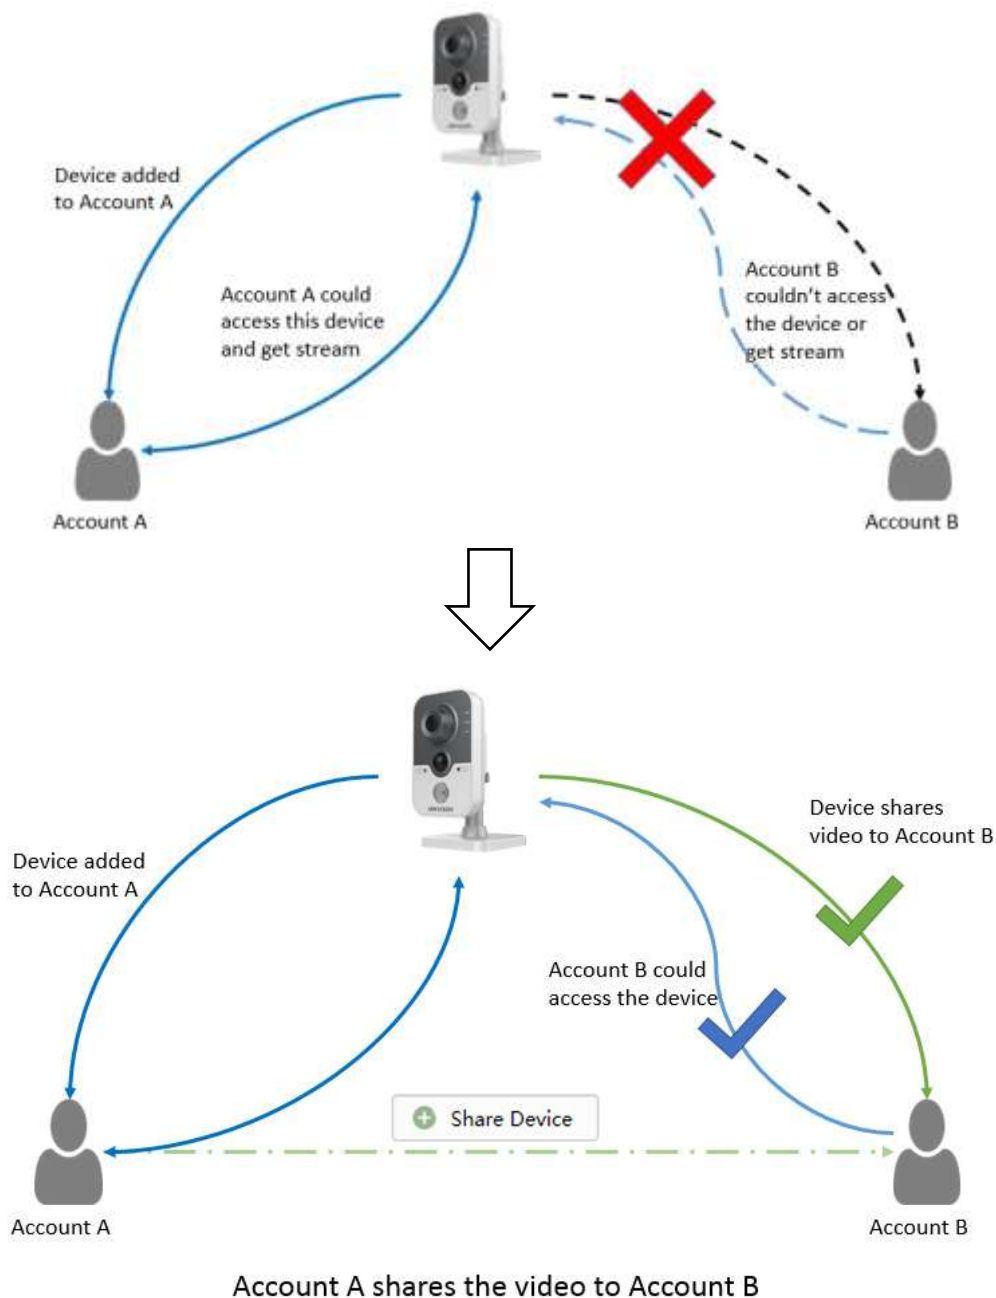 Device added
to Account A
Account A could
access this device
and get stream
Account B
couldn't access
the device or
get stream
Account A
Account B
Device shares
video to Account B
Device added
to Account A
Account B could
access the device
Share Device
Account A
Account B
Account A shares the video to Account B